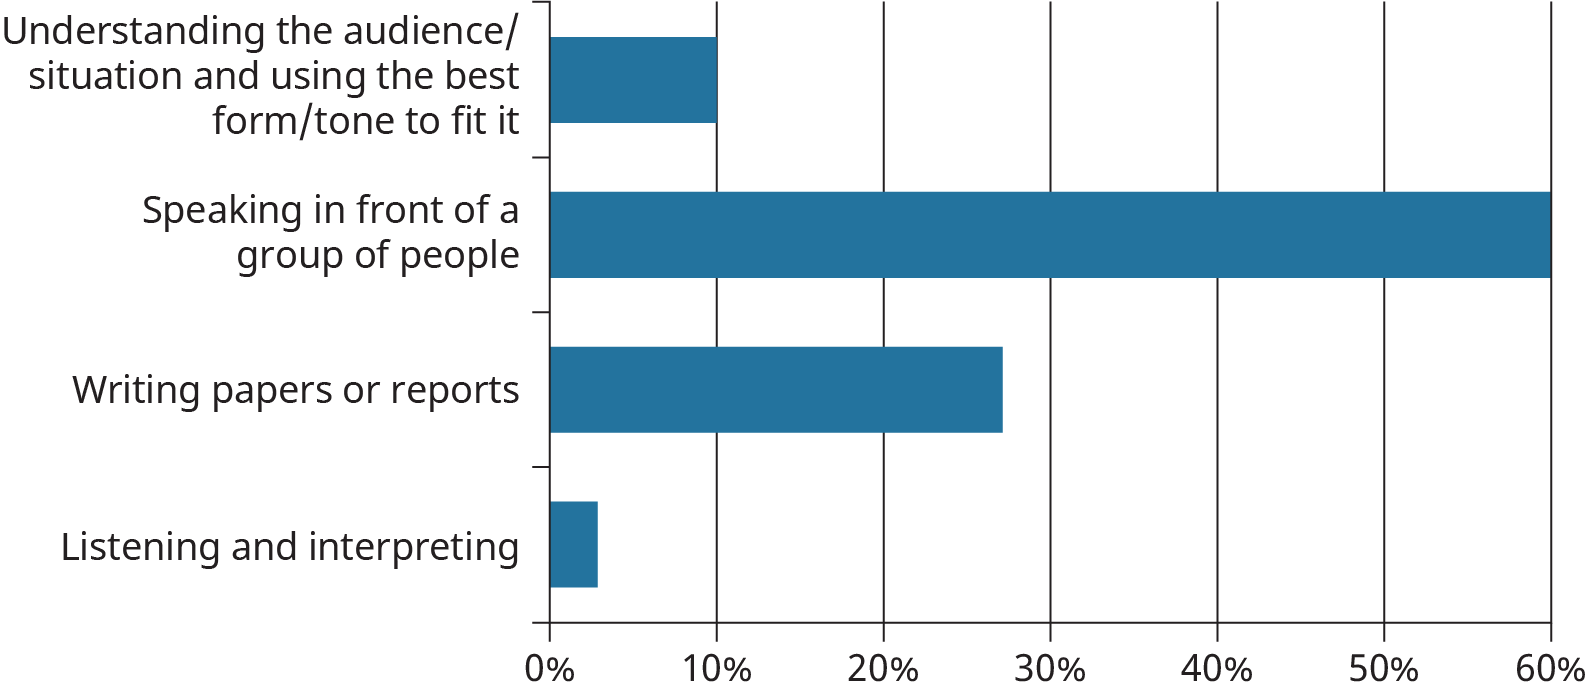 Understanding the audience/
situation and using the best
form/tone to fit it
Speaking in front of a
group of people
Writing papers or reports
Listening and interpreting
0% 10% 20% 30% 40% 50% 60%